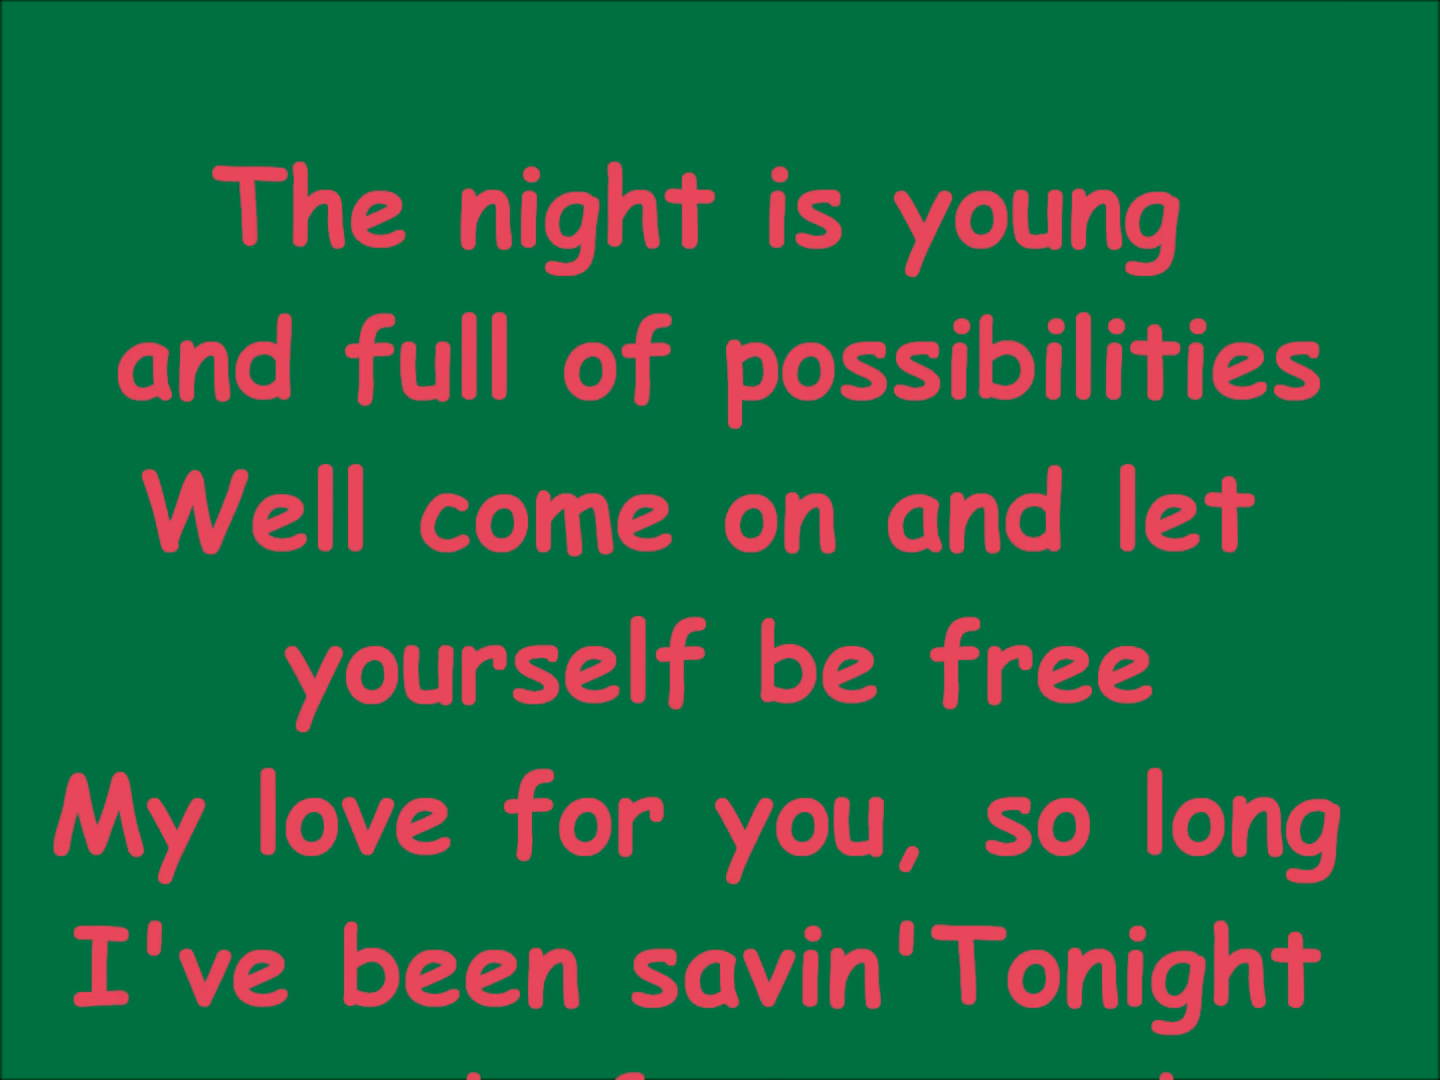 The night is young
and full of possibilities
Well come on and let
yourself be free
My love for you, so long
I've been savin'Tonight